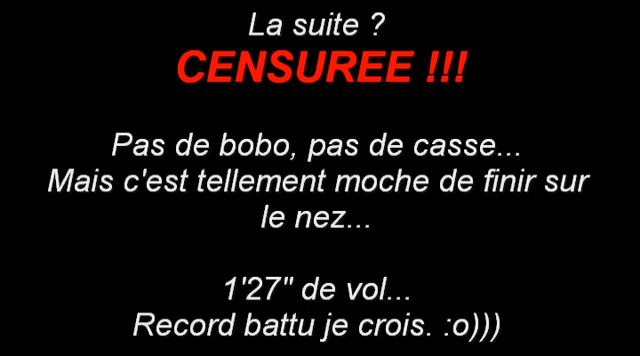 La suite ?
CENSUREE !!!
Pas de bobo, pas de casse...
Mais c'est tellement moche de finir sur
le nez...
1'27" de vol...
Record battu je crois. :o)))